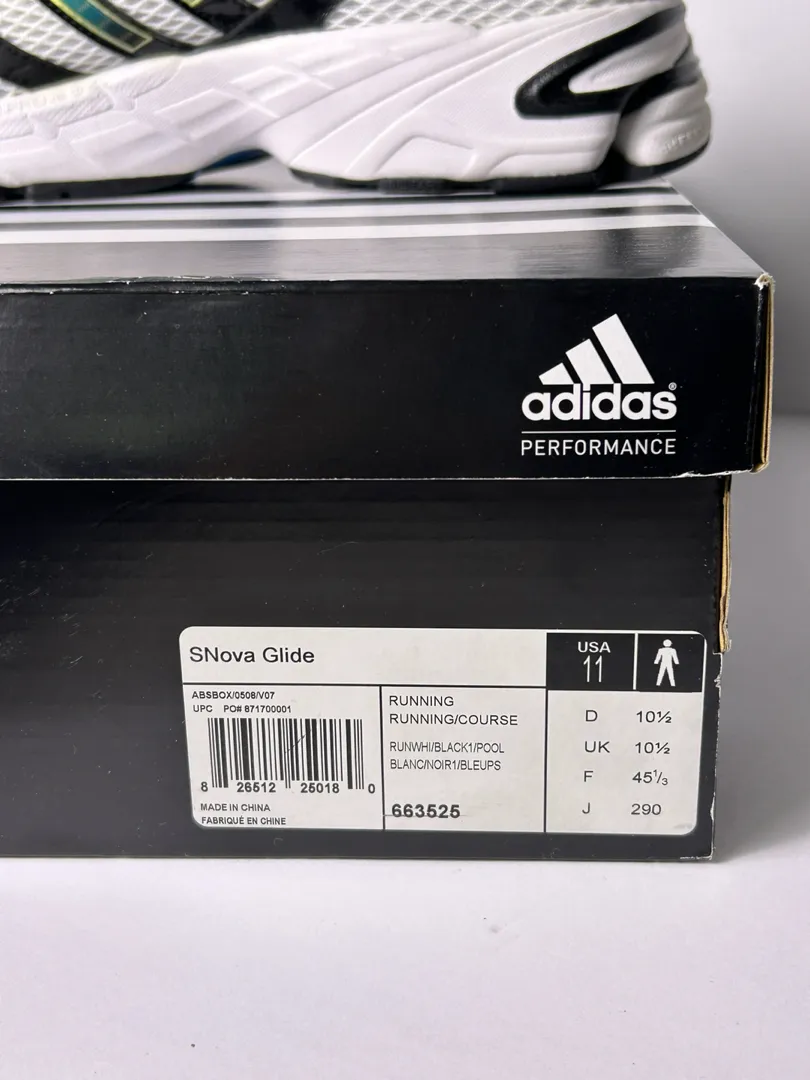 adidas®
PERFORMANCE
SNova Glide
USA
11
ABSBOX/0508/V07
UPC PO# 871700001
8 26512 25018 0
MADE IN CHINA
FABRIQUÉ EN CHINE
RUNNING
RUNNING/COURSE
RUNWHI/BLACK1/POOL
BLANC/NOIR1/BLEUPS
663525
D 10½
UK 10½
F 45⅓
J 290